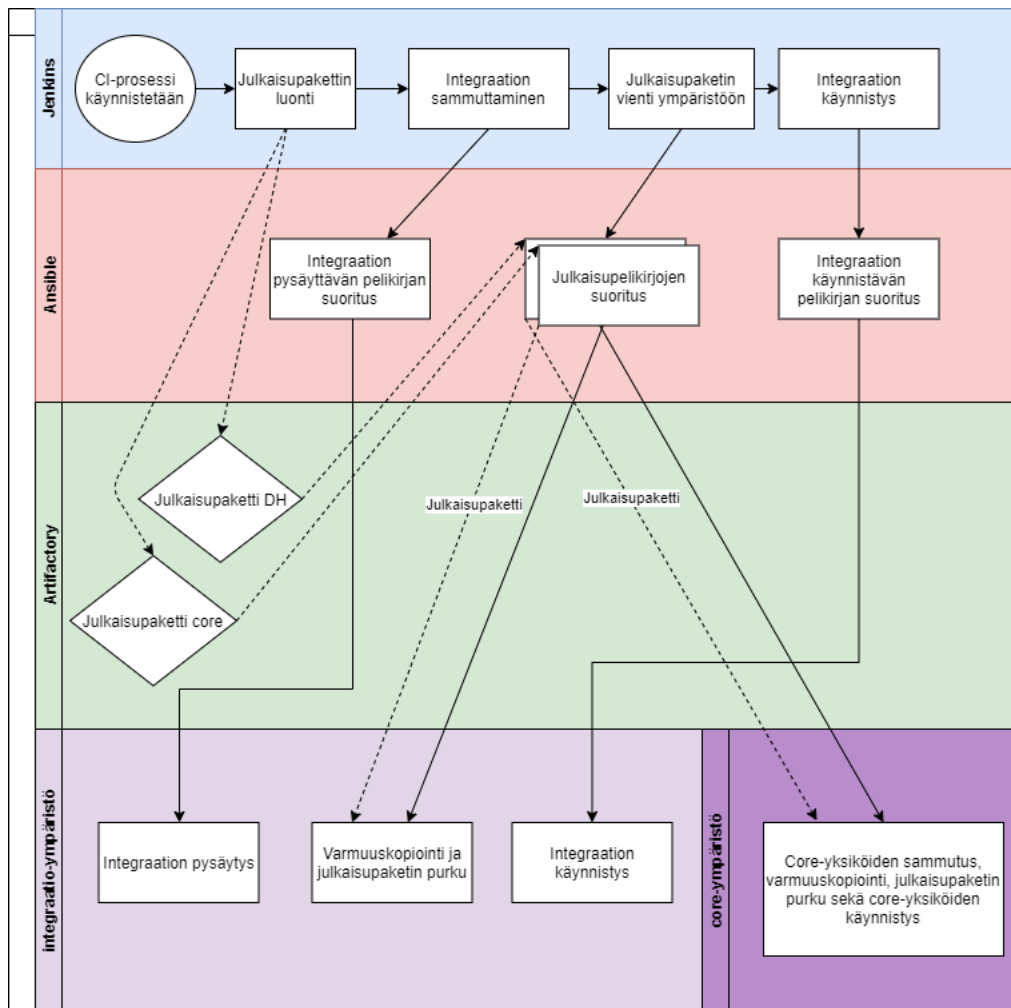 Jenkins
CI-prosessi
käynnistetään
Julkaisupakettin
luonti
Integraation
sammuttaminen
Julkaisupaketin
vienti ympäristöön
Integraation
käynnistys
Ansible
Integraation
pysäyttävän pelikirjan
suoritus
Julkaisupelikirjojen
suoritus
Integraation
käynnistävän
pelikirjan suoritus
Artifactory
Julkaisupaketti DH
Julkaisupaketti core
Julkaisupaketti
Julkaisupaketti
integraatio-ympäristö
Integraation pysäytys
Varmuuskopiointi ja
julkaisupaketin purku
Integraation
käynnistys
core-ympäristö
Core-yksiköiden sammutus,
varmuuskopiointi, julkaisupaketin
purku sekä core-yksiköiden
käynnistys